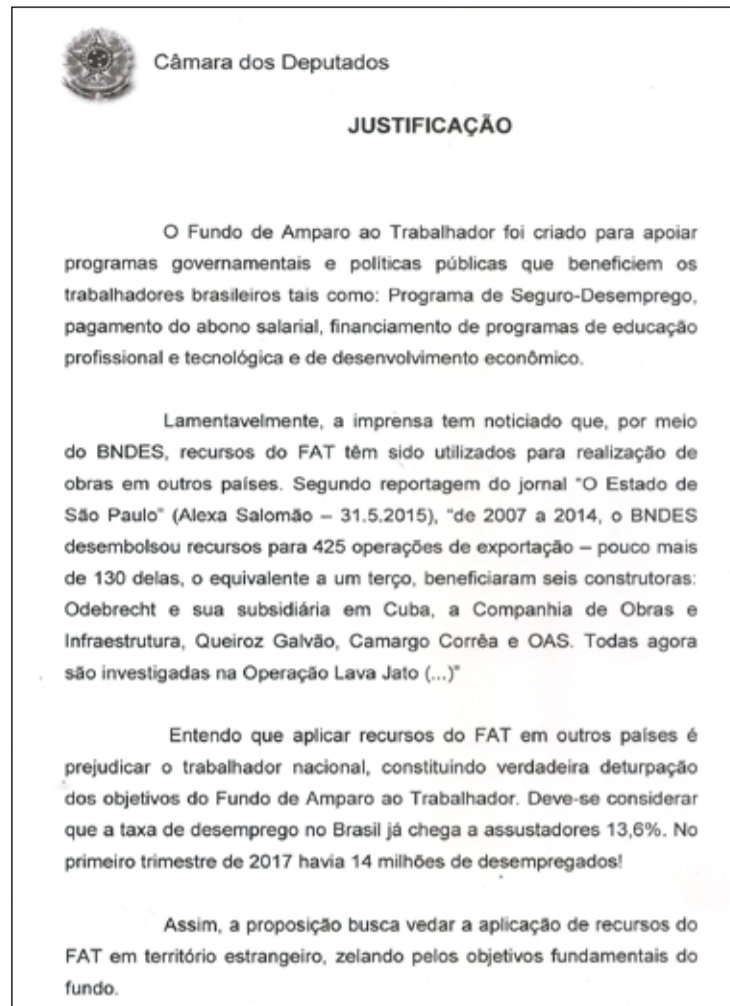 Câmara dos Deputados
JUSTIFICAÇÃO
O Fundo de Amparo ao Trabalhador foi criado para apoiar
programas governamentais e políticas públicas que beneficiem os
trabalhadores brasileiros tais como: Programa de Seguro-Desemprego,
pagamento do abono salarial, financiamento de programas de educação
profissional e tecnológica e de desenvolvimento econômico.
Lamentavelmente, a imprensa tem noticiado que, por meio
do BNDES, recursos do FAT têm sido utilizados para realização de
obras em outros países. Segundo reportagem do jornal "O Estado de
São Paulo" (Alexa Salomão – 31.5.2015), "de 2007 a 2014, o BNDES
desembolsou recursos para 425 operações de exportação – pouco mais
de 130 delas, o equivalente a um terço, beneficiaram seis construtoras:
Odebrecht e sua subsidiária em Cuba, a Companhia de Obras e
Infraestrutura, Queiroz Galvão, Camargo Corrêa e OAS. Todas agora
são investigadas na Operação Lava Jato (...)"
Entendo que aplicar recursos do FAT em outros países é
prejudicar o trabalhador nacional, constituindo verdadeira deturpação
dos objetivos do Fundo de Amparo ao Trabalhador. Deve-se considerar
que a taxa de desemprego no Brasil já chega a assustadores 13,6%. No
primeiro trimestre de 2017 havia 14 milhões de desempregados!
Assim, a proposição busca vedar a aplicação de recursos do
FAT em território estrangeiro, zelando pelos objetivos fundamentais do
fundo.